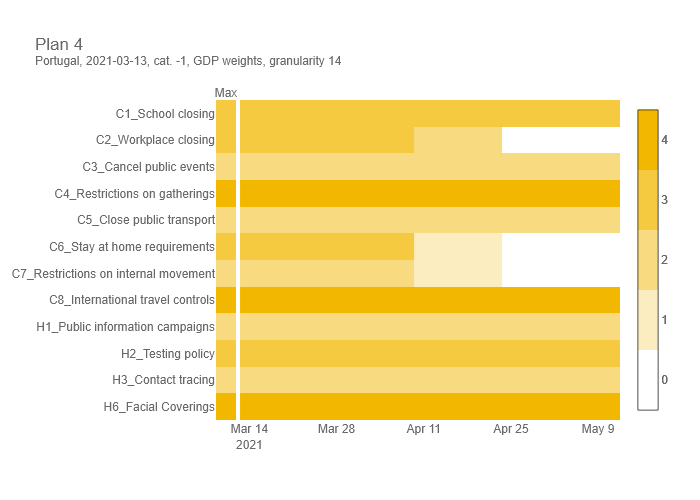 Plan 4
Portugal, 2021-03-13, cat. -1, GDP weights, granularity 14
Max
C1_School closing
C2_Workplace closing
C3_Cancel public events
C4_Restrictions on gatherings
C5_Close public transport
C6_Stay at home requirements
C7_Restrictions on internal movement
C8_International travel controls
H1_Public information campaigns
H2_Testing policy
H3_Contact tracing
H6_Facial Coverings
Mar 14 Mar 28 Apr 11 Apr 25 May 9
2021
4
3
2
1
0